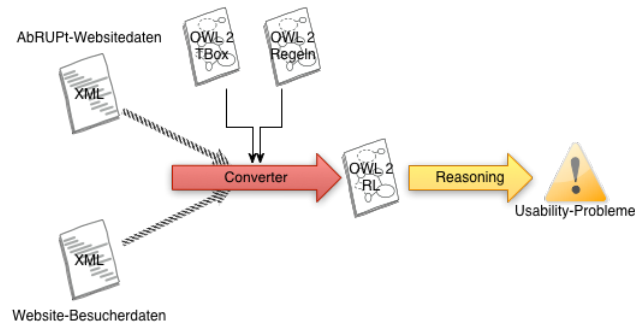 AbRUPt-Websitedaten
OWL 2
TBox
OWL 2
Regeln
XML
Converter
OWL 2
RL
Reasoning
Usability-Probleme
XML
Website-Besucherdaten